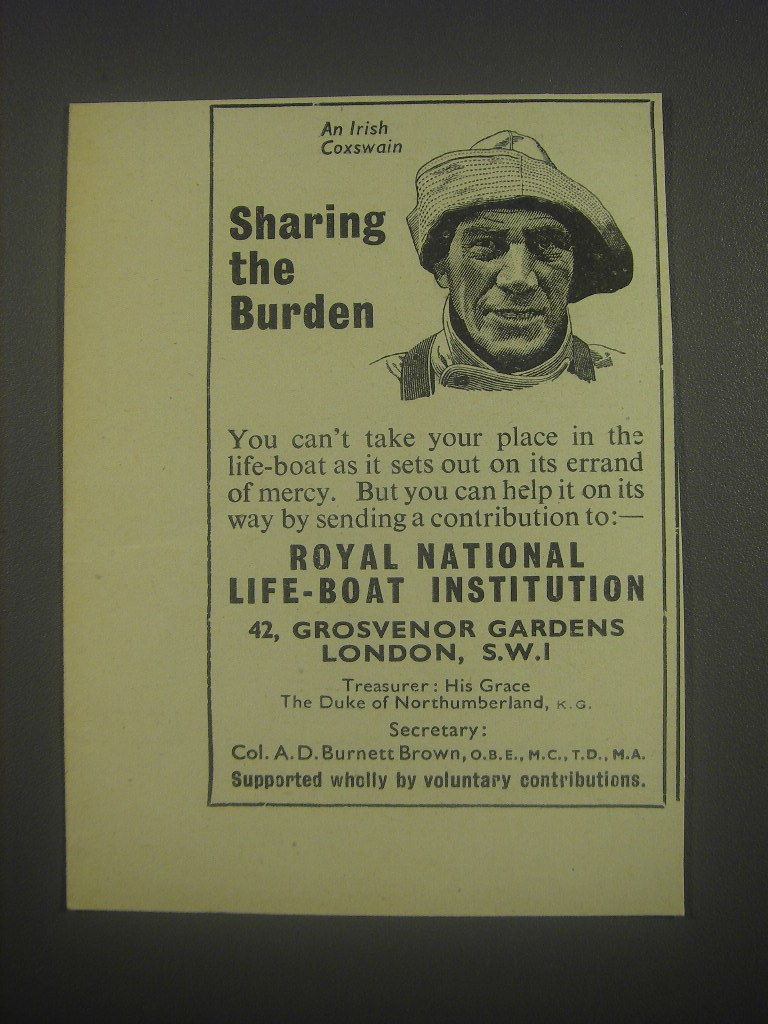 An Irish
Coxswain
Sharing
the
Burden
You can't take your place in the
life-boat as it sets out on its errand
of mercy. But you can help it on its
way by sending a contribution to:—
ROYAL NATIONAL
LIFE-BOAT INSTITUTION
42, GROSVENOR GARDENS
LONDON, S.W.1
Treasurer: His Grace
The Duke of Northumberland, K.G.
Secretary:
Col. A.D. Burnett Brown, O.B.E., M.C., T.D., M.A.
Supported wholly by voluntary contributions.